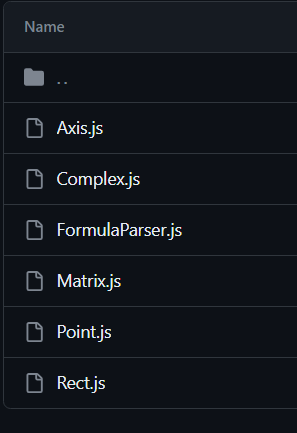 Name
..
Axis.js
Complex.js
FormulaParser.js
Matrix.js
Point.js
Rect.js